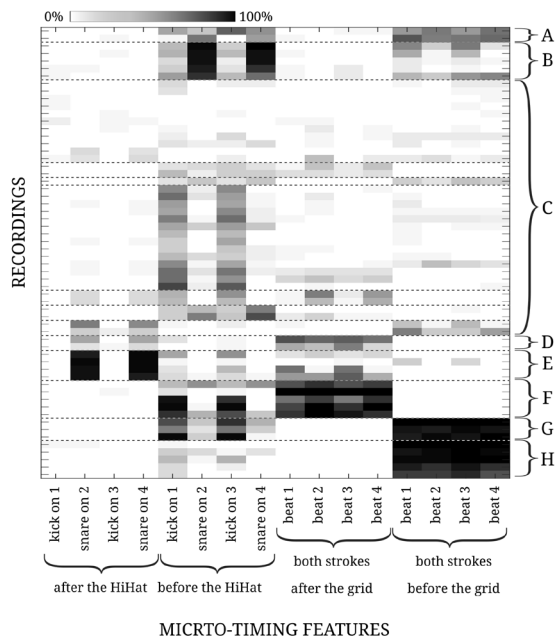 0% 100%
A
B
C
D
E
F
G
H
RECORDINGS
kick on 1
snare on 2
kick on 3
snare on 4
kick on 1
snare on 2
kick on 3
snare on 4
beat 1
beat 2
beat 3
beat 4
beat 1
beat 2
beat 3
beat 4
after the HiHat
before the HiHat
both strokes
after the grid
both strokes
before the grid
MICRTO-TIMING FEATURES